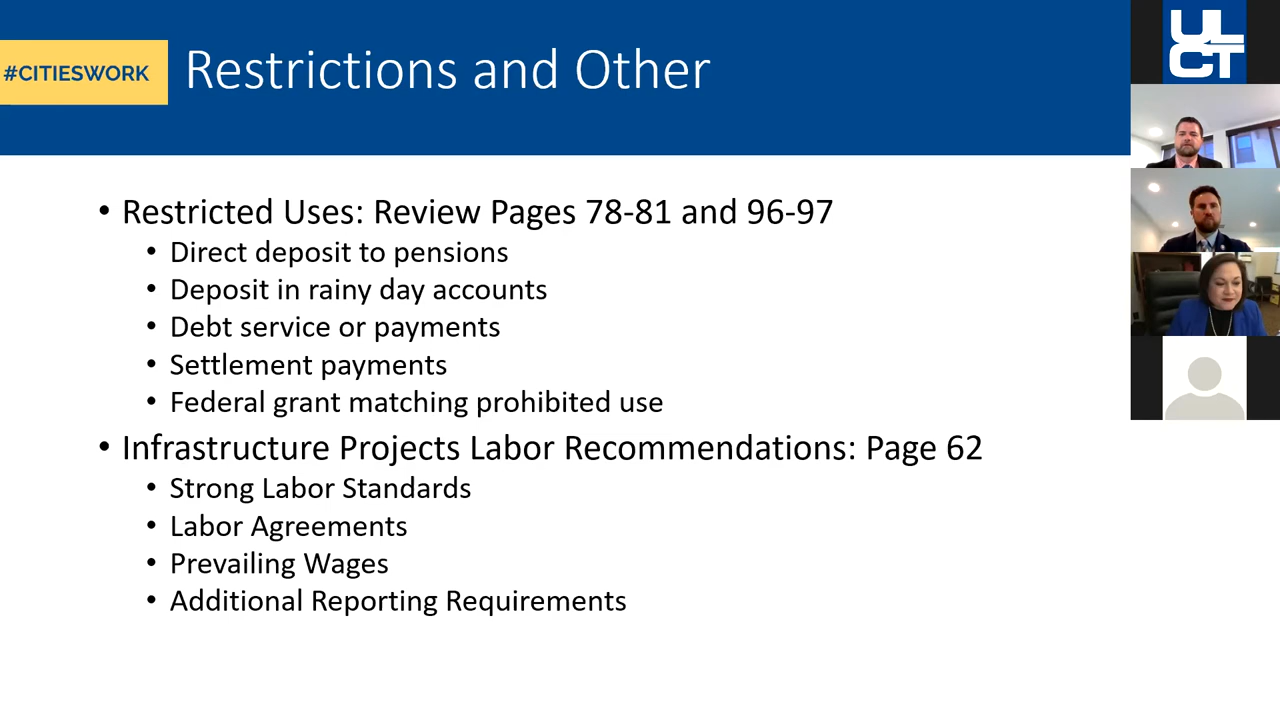 #CITIESWORK
Restrictions and Other
UL
CT
• Restricted Uses: Review Pages 78-81 and 96-97
• Direct deposit to pensions
• Deposit in rainy day accounts
• Debt service or payments
• Settlement payments
• Federal grant matching prohibited use
• Infrastructure Projects Labor Recommendations: Page 62
• Strong Labor Standards
• Labor Agreements
• Prevailing Wages
• Additional Reporting Requirements